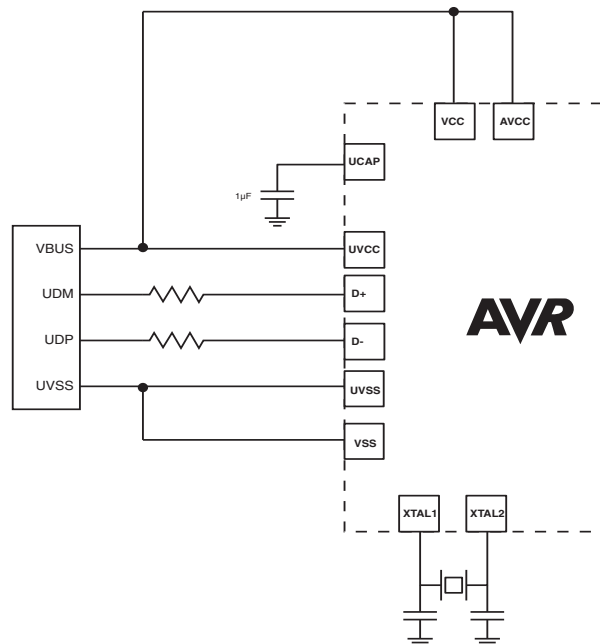 VCC
AVCC
UCAP
1µF
VBUS
UVCC
UDM
D+
AVR
UDP
D-
UVSS
UVSS
VSS
XTAL1
XTAL2